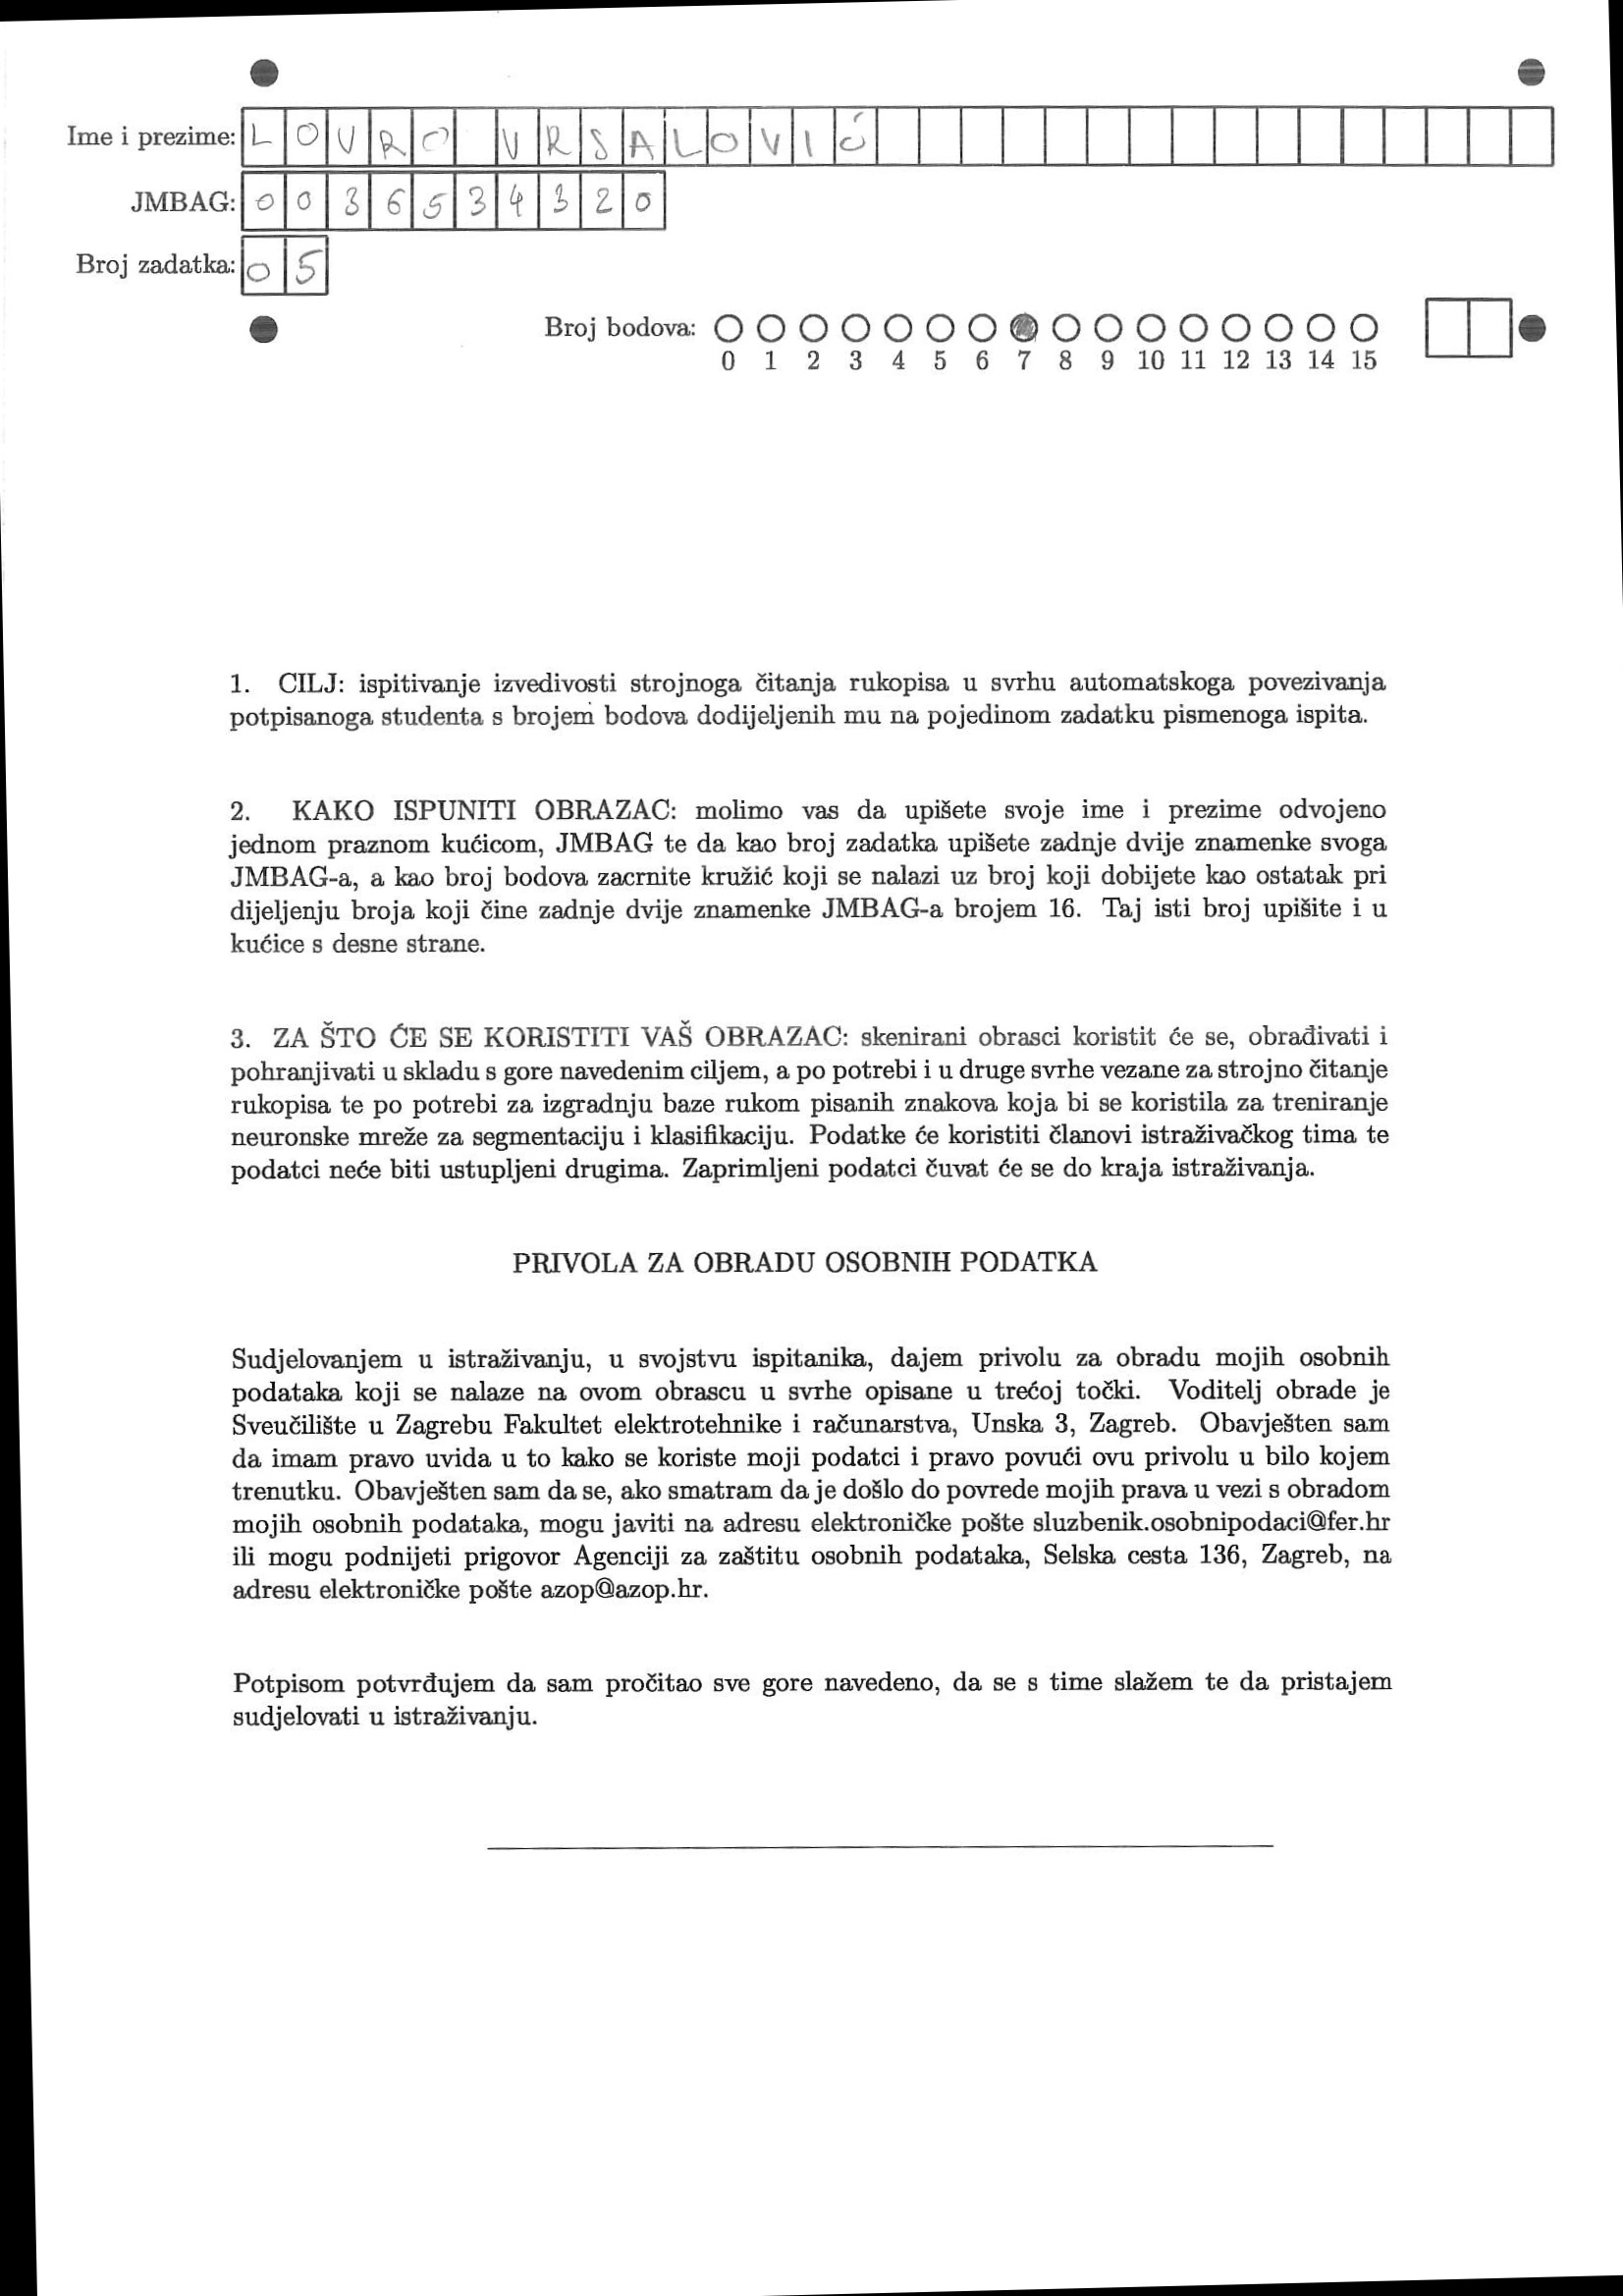 Ime i prezime: LOVRO VRSALOVIĆ
JMBAG: 0036534320
Broj zadatka: 05
Broj bodova:
0 1 2 3 4 5 6 7 8 9 10 11 12 13 14 15
1. CILJ: ispitivanje izvedivosti strojnoga čitanja rukopisa u svrhu automatskoga povezivanja
potpisanoga studenta s brojem bodova dodijeljenih mu na pojedinom zadatku pismenoga ispita.
2. KAKO ISPUNITI OBRAZAC: molimo vas da upišete svoje ime i prezime odvojeno
jednom praznom kućicom, JMBAG te da kao broj zadatka upišete zadnje dvije znamenke svoga
JMBAG-a, a kao broj bodova zacrnite kružić koji se nalazi uz broj koji dobijete kao ostatak pri
dijeljenju broja koji čine zadnje dvije znamenke JMBAG-a brojem 16. Taj isti broj upišite i u
kućice s desne strane.
3. ZA ŠTO ĆE SE KORISTITI VAŠ OBRAZAC: skenirani obrasci koristit će se, obrađivati i
pohranjivati u skladu s gore navedenim ciljem, a po potrebi i u druge svrhe vezane za strojno čitanje
rukopisa te po potrebi za izgradnju baze rukom pisanih znakova koja bi se koristila za treniranje
neuronske mreže za segmentaciju i klasifikaciju. Podatke će koristiti članovi istraživačkog tima te
podatci neće biti ustupljeni drugima. Zaprimljeni podatci čuvat će se do kraja istraživanja.
PRIVOLA ZA OBRADU OSOBNIH PODATKA
Sudjelovanjem u istraživanju, u svojstvu ispitanika, dajem privolu za obradu mojih osobnih
podataka koji se nalaze na ovom obrascu u svrhe opisane u trećoj točki. Voditelj obrade je
Sveučilište u Zagrebu Fakultet elektrotehnike i računarstva, Unska 3, Zagreb. Obavješten sam
da imam pravo uvida u to kako se koriste moji podatci i pravo povući ovu privolu u bilo kojem
trenutku. Obavješten sam da se, ako smatram da je došlo do povrede mojih prava u vezi s obradom
mojih osobnih podataka, mogu javiti na adresu elektroničke pošte sluzbenik.osobnipodaci@fer.hr
ili mogu podnijeti prigovor Agenciji za zaštitu osobnih podataka, Selska cesta 136, Zagreb, na
adresu elektroničke pošte azop@azop.hr.
Potpisom potvrđujem da sam pročitao sve gore navedeno, da se s time slažem te da pristajem
sudjelovati u istraživanju.